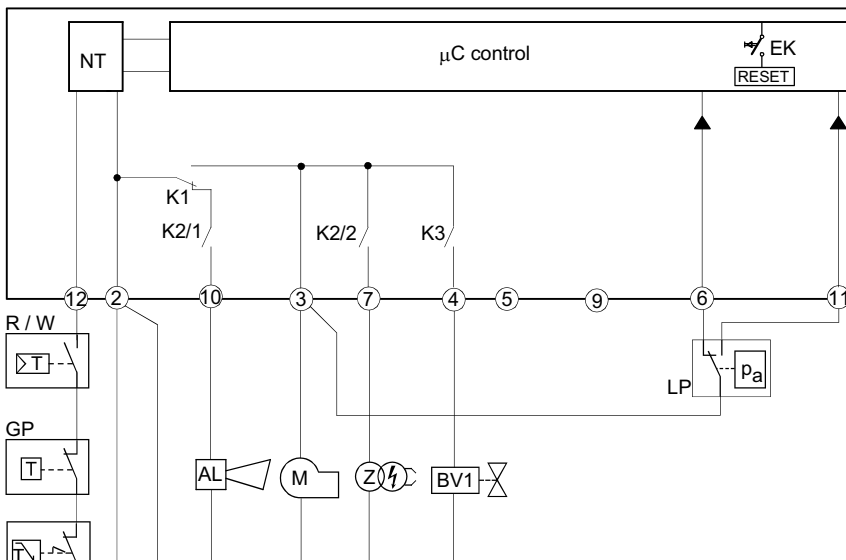 NT
μC control
EK
RESET
K1
K2/1
K2/2
K3
12
2
10
3
7
4
5
9
6
11
R / W
T
LP
pa
GP
T
AL
M
Z
BV1
T